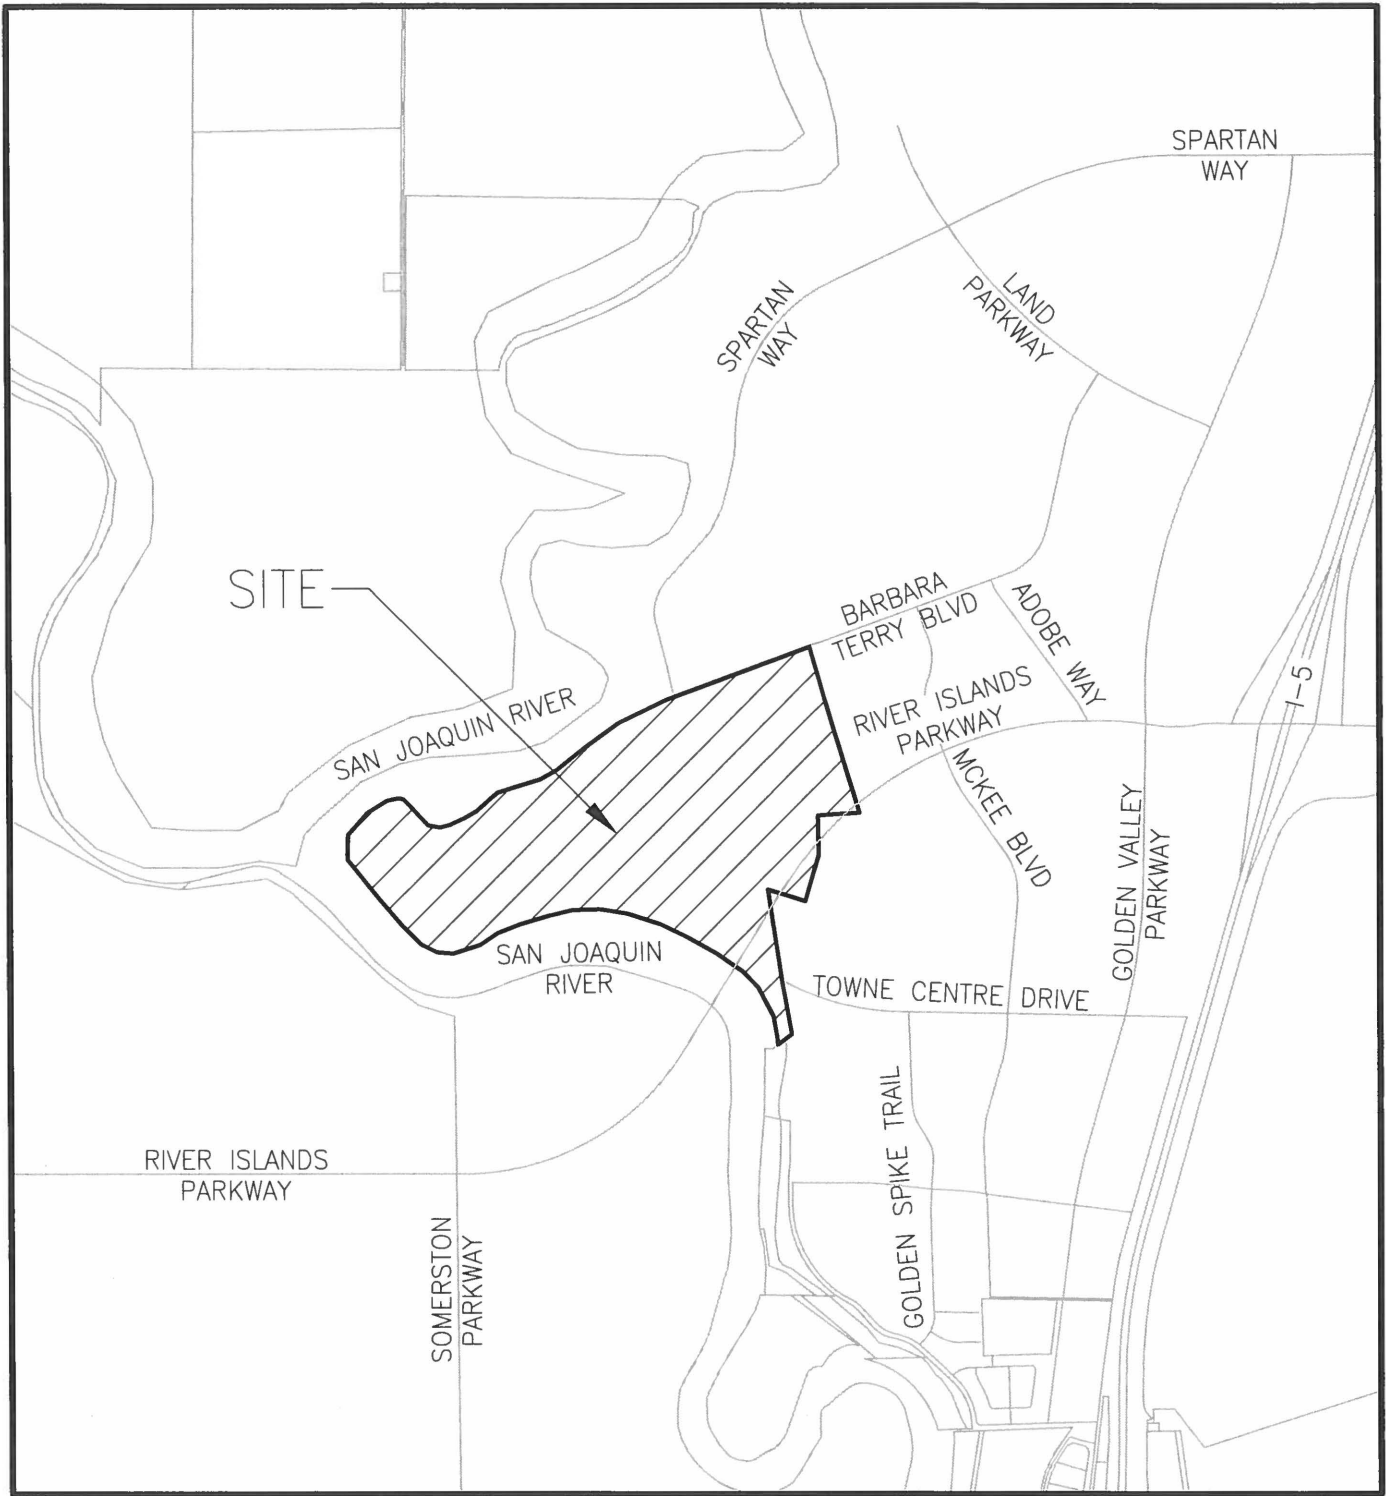 SPARTAN
WAY
LAND
PARKWAY
SPARTAN
WAY
SITE
BARBARA
TERRY BLVD
ADOBE WAY
RIVER ISLANDS
PARKWAY
I-5
SAN JOAQUIN RIVER
MCKEE BLVD
GOLDEN VALLEY
PARKWAY
SAN JOAQUIN
RIVER
TOWNE CENTRE DRIVE
GOLDEN SPIKE TRAIL
RIVER ISLANDS
PARKWAY
SOMERSTON
PARKWAY